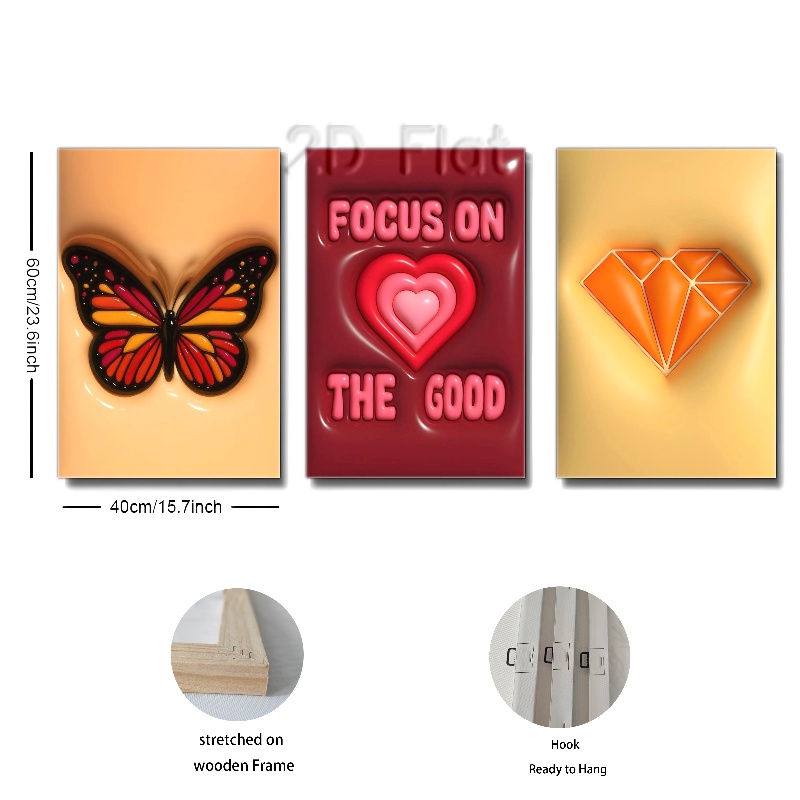 2D Flat
FOCUS ON
THE GOOD
60cm/23.6inch
40cm/15.7inch
stretched on
wooden Frame
Hook
Ready to Hang